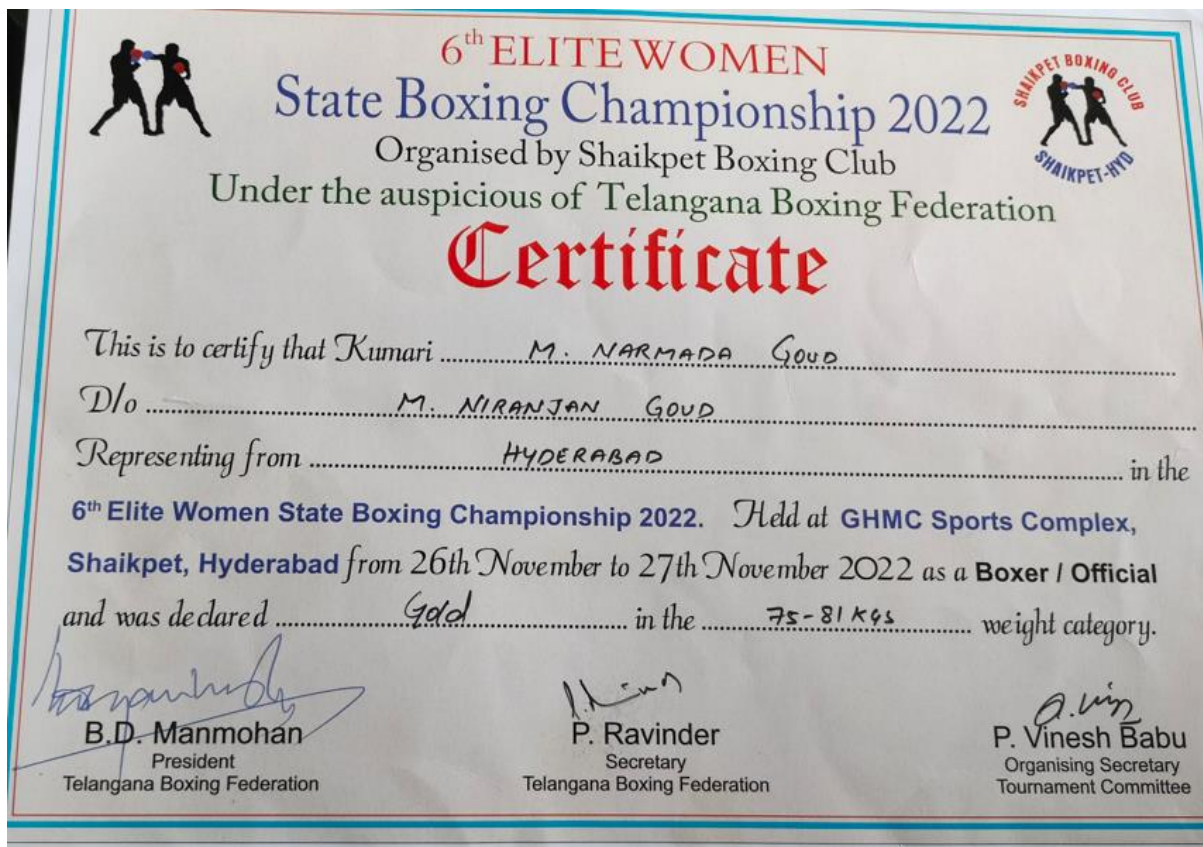 6th ELITE WOMEN
State Boxing Championship 2022
SHAIKPET BOXING CLUB
SHAIKPET-HYD
Organised by Shaikpet Boxing Club
Under the auspicious of Telangana Boxing Federation
Certificate
This is to certify that Kumari ........ M. NARMADA GOUD ........
D/o ........ M. NIRANJAN GOUD ........
Representing from ........ HYDERABAD ........ in the
6th Elite Women State Boxing Championship 2022. Held at GHMC Sports Complex,
Shaikpet, Hyderabad from 26th November to 27th November 2022 as a Boxer / Official
and was declared ........ Gold ........ in the ........ 75-81 KGS ........ weight category.
B.D. Manmohan
President
Telangana Boxing Federation
P. Ravinder
Secretary
Telangana Boxing Federation
P. Vinesh Babu
Organising Secretary
Tournament Committee